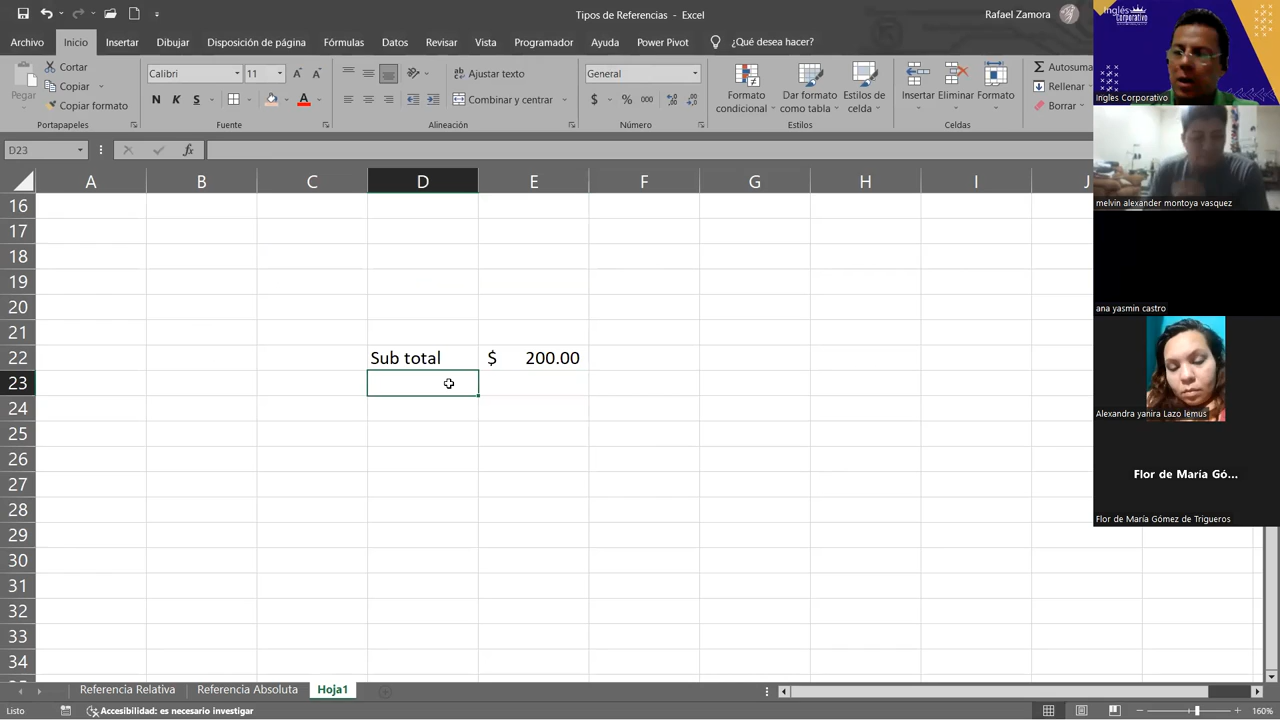 Tipos de Referencias - Excel
Rafael Zamora
Archivo Inicio Insertar Dibujar Disposición de página Fórmulas Datos Revisar Vista Programador Ayuda Power Pivot ¿Qué desea hacer?
Pegar
Cortar
Copiar
Copiar formato
Portapapeles
Calibri 11
N K S
Fuente
Ajustar texto
Combinar y centrar
Alineación
General
$ % 000
Número
Formato condicional
Dar formato como tabla
Estilos de celda
Estilos
Insertar Eliminar Formato
Celdas
Autosuma
Rellenar
Borrar
D23
fx
A B C D E F G H I J
16
17
18
19
20
21
22 Sub total $ 200.00
23
24
25
26
27
28
29
30
31
32
33
34
Referencia Relativa Referencia Absoluta Hoja1
Listo Accesibilidad: es necesario investigar
160%
Inglés Corporativo
Ingles Corporativo
melvin alexander montoya vasquez
ana yasmin castro
Alexandra yanira Lazo lemus
Flor de María Gó...
Flor de María Gómez de Trigueros